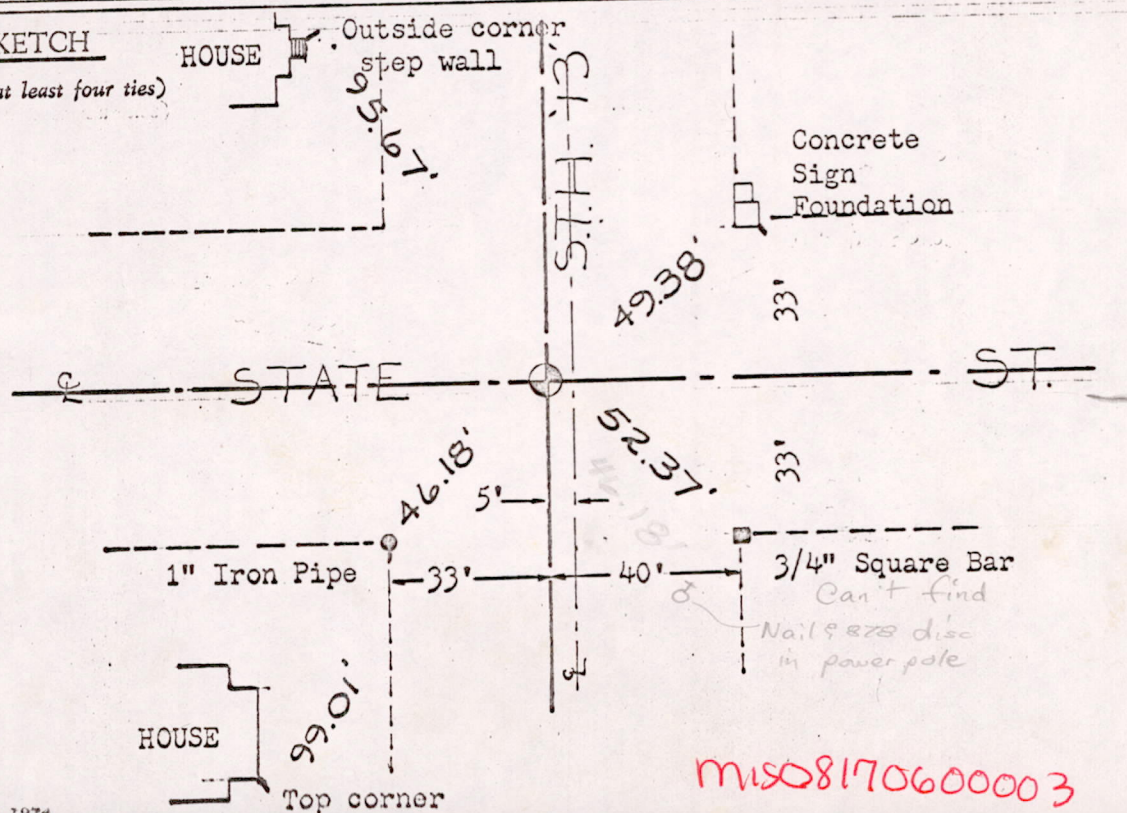 KETCH
at least four ties)
HOUSE
Outside corner
step wall
95.67'
S.T.H. '13'
Concrete
Sign
Foundation
49.38'
33'
℄
STATE
ST.
46.18'
52.37'
33'
5'
1" Iron Pipe
33'
40'
3/4" Square Bar
Can't find
Nail & 828 disc
in power pole
℄
99.01'
HOUSE
Top corner
MIS08170600003